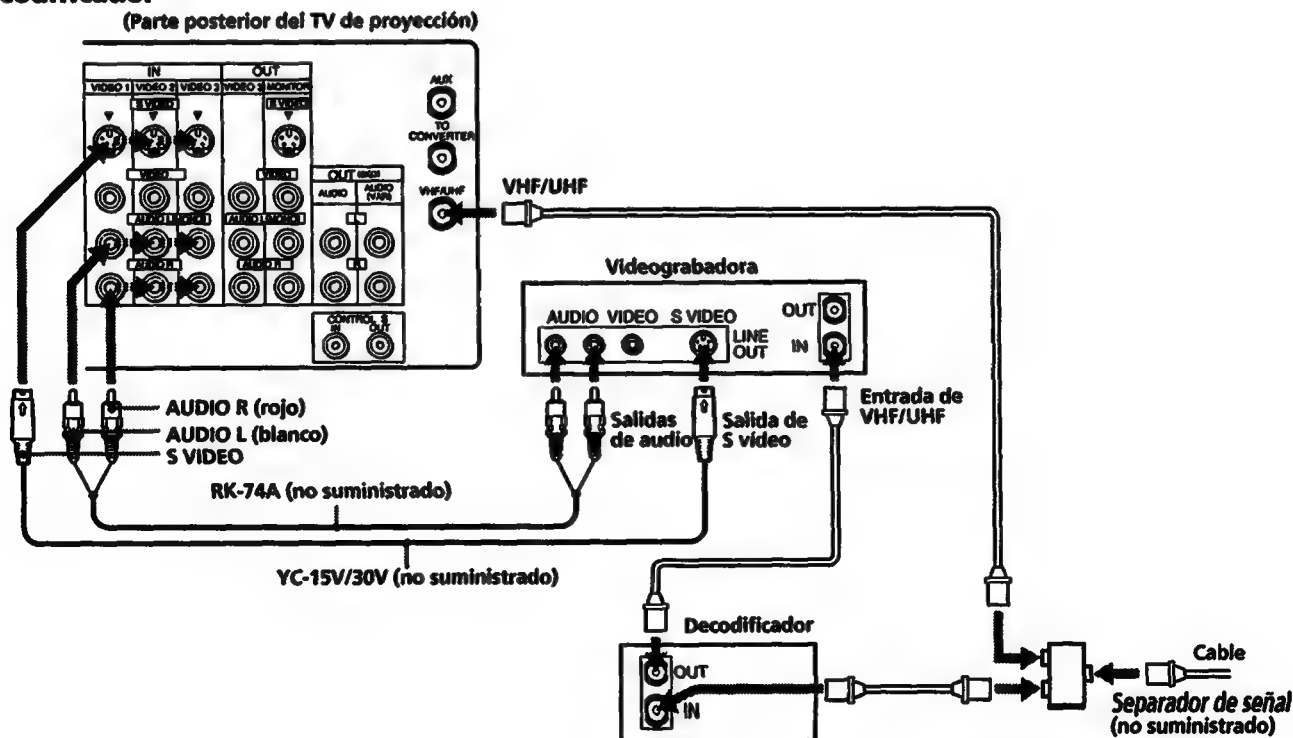 (Parte posterior del TV de proyección)
IN OUT
VIDEO 1 VIDEO 2 VIDEO 3 VIDEO 3 MONITOR
S VIDEO S VIDEO
AUX
TO
CONVERTER
VIDEO VIDEO
OUT
AUDIO AUDIO
(VAR)
VHF/UHF
VHF/UHF
AUDIO L(MONO) AUDIO L(MONO) L
AUDIO R AUDIO R R
CONTROL S
IN OUT
Videograbadora
AUDIO VIDEO S VIDEO
LINE
OUT
OUT
IN
AUDIO R (rojo)
AUDIO L (blanco)
S VIDEO
Salidas
de audio
Salida de
S vídeo
Entrada de
VHF/UHF
RK-74A (no suministrado)
YC-15V/30V (no suministrado)
Decodificador
OUT
IN
Cable
Separador de señal
(no suministrado)